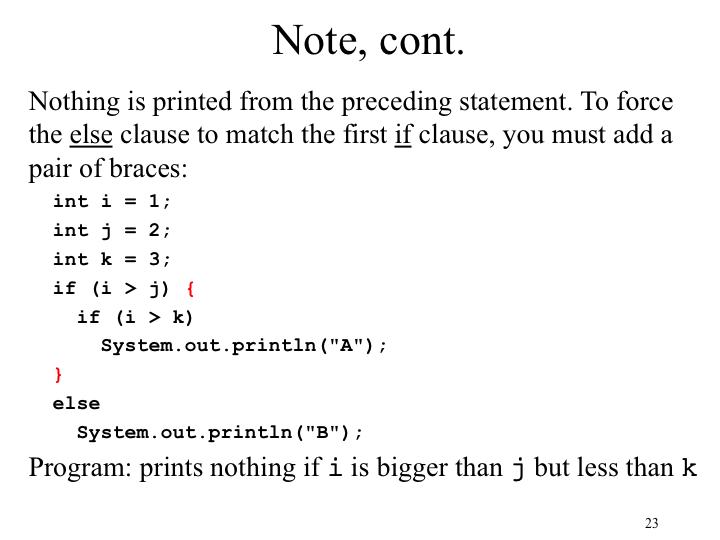 Note, cont.
Nothing is printed from the preceding statement. To force
the else clause to match the first if clause, you must add a
pair of braces:
int i = 1;
int j = 2;
int k = 3;
if (i > j) {
if (i > k)
System.out.println("A");
}
else
System.out.println("B");
Program: prints nothing if i is bigger than j but less than k
23